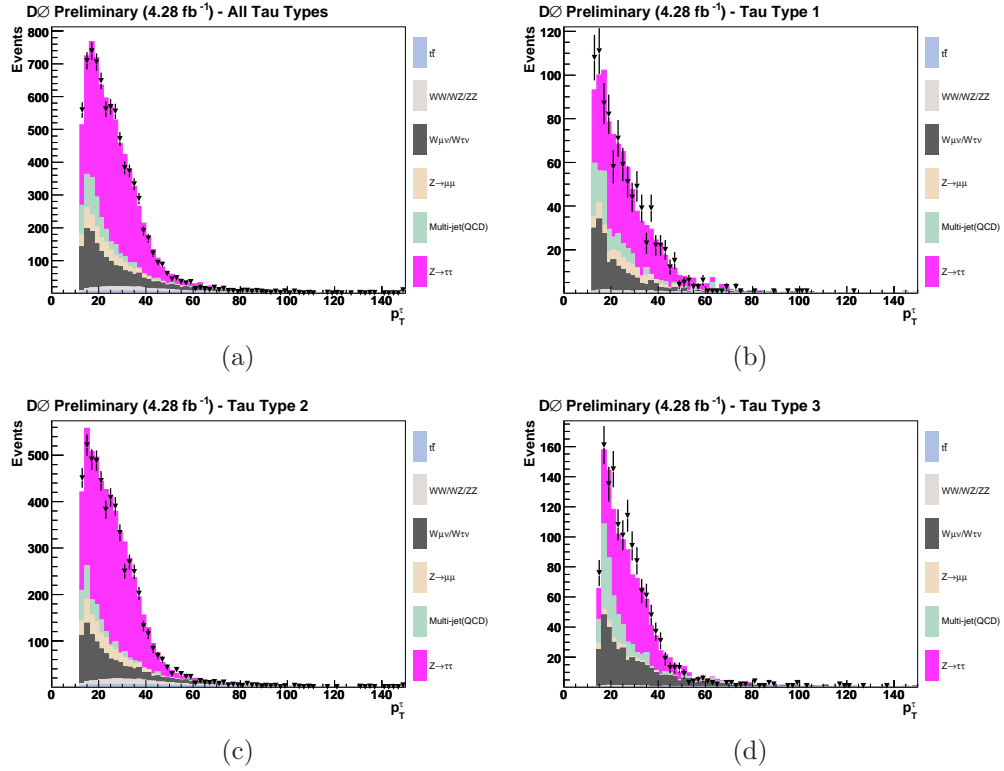 DØ Preliminary (4.28 fb⁻¹) - All Tau Types
Events
800
700
600
500
400
300
200
100
0
0 20 40 60 80 100 120 140
p_T^τ
tt̄
WW/WZ/ZZ
Wμν/Wτν
Z→μμ
Multi-jet(QCD)
Z→ττ
(a)
DØ Preliminary (4.28 fb⁻¹) - Tau Type 1
Events
120
100
80
60
40
20
0
0 20 40 60 80 100 120 140
p_T^τ
tt̄
WW/WZ/ZZ
Wμν/Wτν
Z→μμ
Multi-jet(QCD)
Z→ττ
(b)
DØ Preliminary (4.28 fb⁻¹) - Tau Type 2
Events
500
400
300
200
100
0
0 20 40 60 80 100 120 140
p_T^τ
tt̄
WW/WZ/ZZ
Wμν/Wτν
Z→μμ
Multi-jet(QCD)
Z→ττ
(c)
DØ Preliminary (4.28 fb⁻¹) - Tau Type 3
Events
160
140
120
100
80
60
40
20
0
0 20 40 60 80 100 120 140
p_T^τ
tt̄
WW/WZ/ZZ
Wμν/Wτν
Z→μμ
Multi-jet(QCD)
Z→ττ
(d)